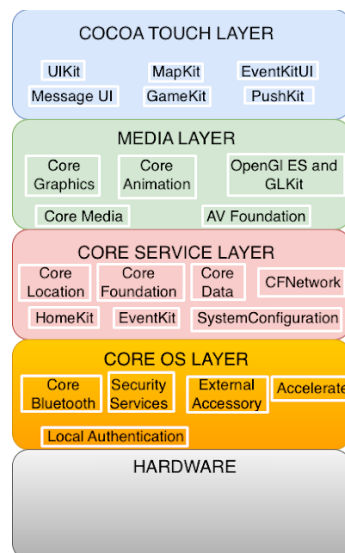 COCOA TOUCH LAYER
UIKit MapKit EventKitUI
Message UI GameKit PushKit
MEDIA LAYER
Core Graphics
Core Animation
OpenGl ES and GLKit
Core Media AV Foundation
CORE SERVICE LAYER
Core Location
Core Foundation
Core Data
CFNetwork
HomeKit EventKit SystemConfiguration
CORE OS LAYER
Core Bluetooth
Security Services
External Accessory
Accelerate
Local Authentication
HARDWARE